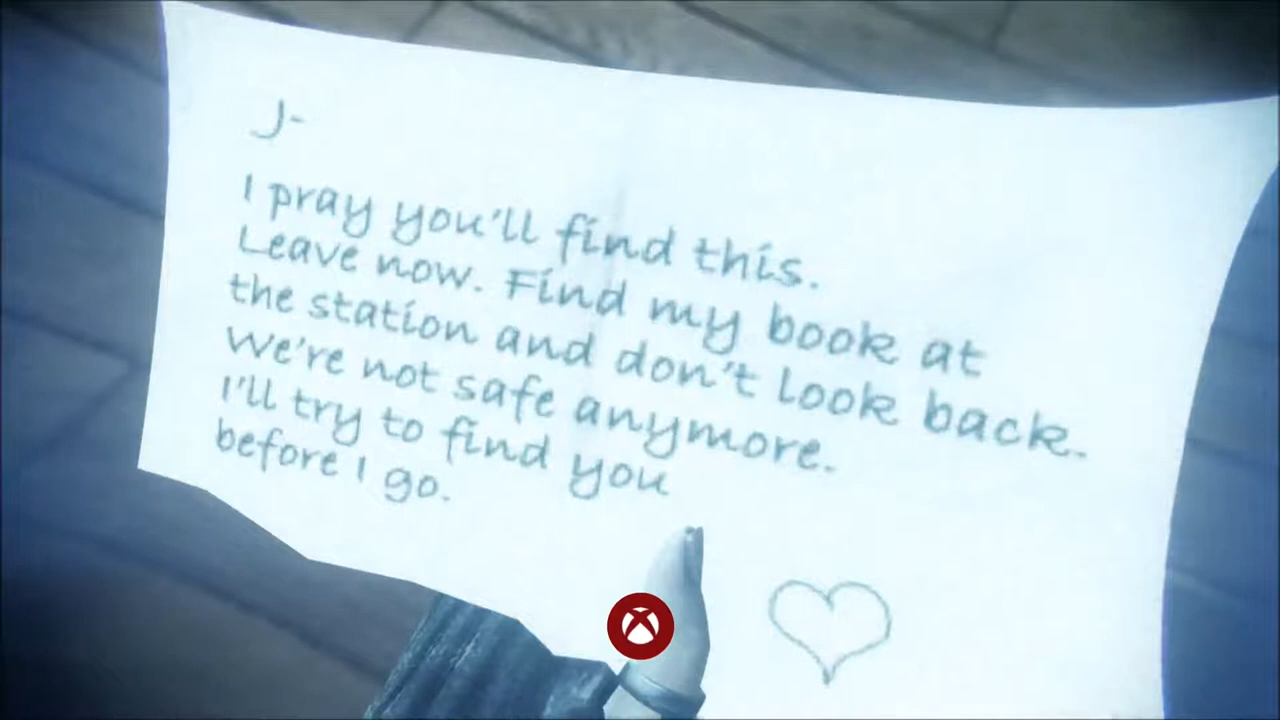 J-
I pray you'll find this.
Leave now. Find my book at
the station and don't look back.
We're not safe anymore.
I'll try to find you
before I go.